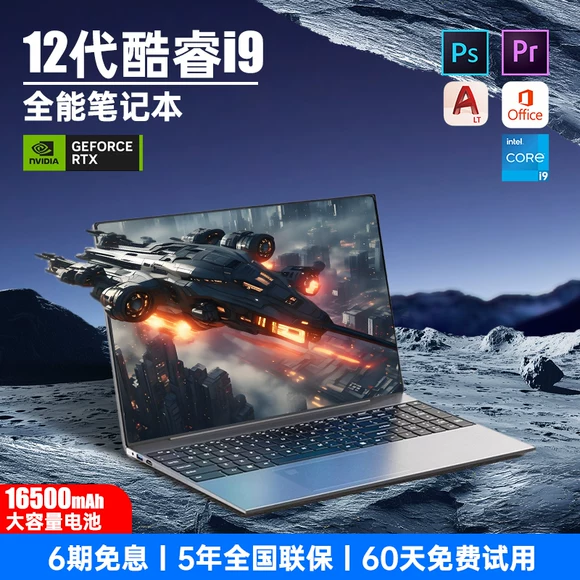 12代酷睿i9
全能笔记本
NVIDIA
GEFORCE
RTX
Ps
Pr
LT
Office
intel
CORE
i9
16500mAh
大容量电池
6期免息 | 5年全国联保 | 60天免费试用